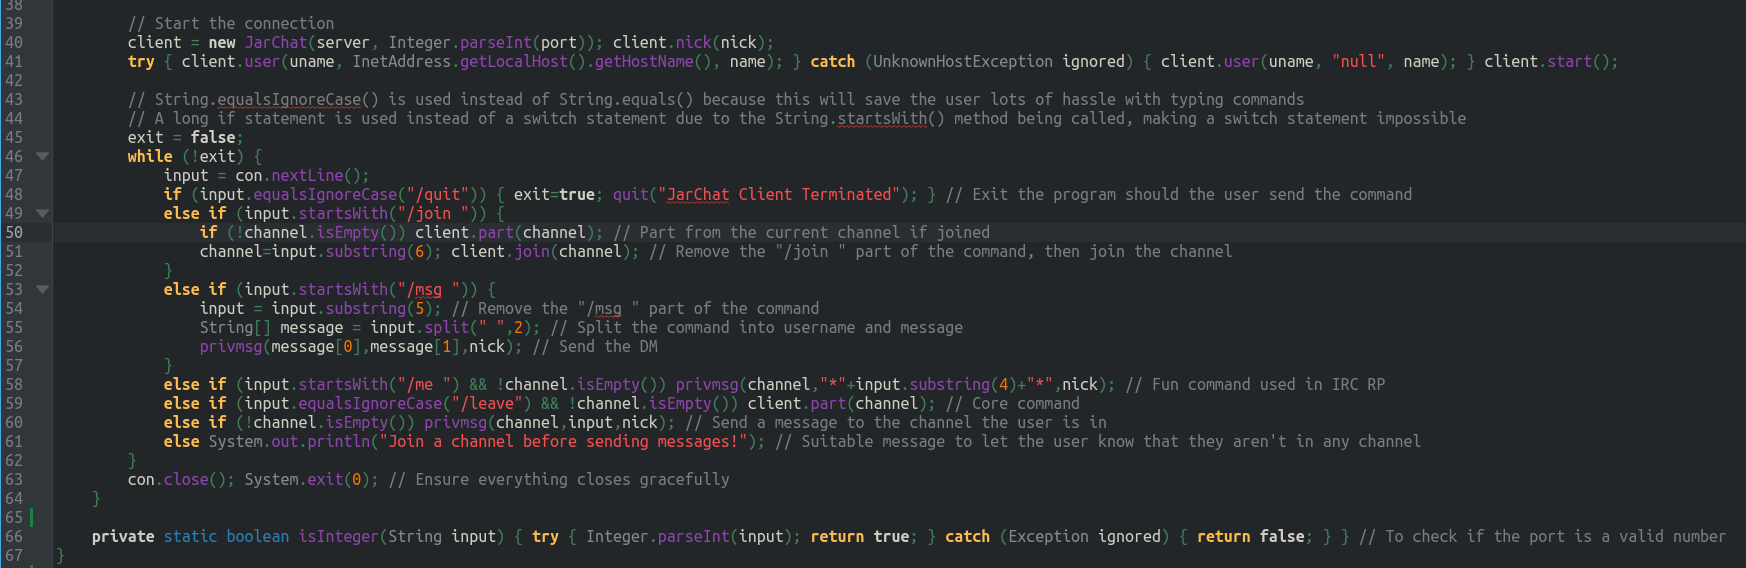 38
39         // Start the connection
40         client = new JarChat(server, Integer.parseInt(port)); client.nick(nick);
41         try { client.user(uname, InetAddress.getLocalHost().getHostName(), name); } catch (UnknownHostException ignored) { client.user(uname, "null", name); } client.start();
42
43         // String.equalsIgnoreCase() is used instead of String.equals() because this will save the user lots of hassle with typing commands
44         // A long if statement is used instead of a switch statement due to the String.startsWith() method being called, making a switch statement impossible
45         exit = false;
46         while (!exit) {
47             input = con.nextLine();
48             if (input.equalsIgnoreCase("/quit")) { exit=true; quit("JarChat Client Terminated"); } // Exit the program should the user send the command
49             else if (input.startsWith("/join ")) {
50                 if (!channel.isEmpty()) client.part(channel); // Part from the current channel if joined
51                 channel=input.substring(6); client.join(channel); // Remove the "/join " part of the command, then join the channel
52             }
53             else if (input.startsWith("/msg ")) {
54                 input = input.substring(5); // Remove the "/msg " part of the command
55                 String[] message = input.split(" ",2); // Split the command into username and message
56                 privmsg(message[0],message[1],nick); // Send the DM
57             }
58             else if (input.startsWith("/me ") && !channel.isEmpty()) privmsg(channel,"*"+input.substring(4)+"*",nick); // Fun command used in IRC RP
59             else if (input.equalsIgnoreCase("/leave") && !channel.isEmpty()) client.part(channel); // Core command
60             else if (!channel.isEmpty()) privmsg(channel,input,nick); // Send a message to the channel the user is in
61             else System.out.println("Join a channel before sending messages!"); // Suitable message to let the user know that they aren't in any channel
62         }
63         con.close(); System.exit(0); // Ensure everything closes gracefully
64     }
65
66     private static boolean isInteger(String input) { try { Integer.parseInt(input); return true; } catch (Exception ignored) { return false; } } // To check if the port is a valid number
67 }